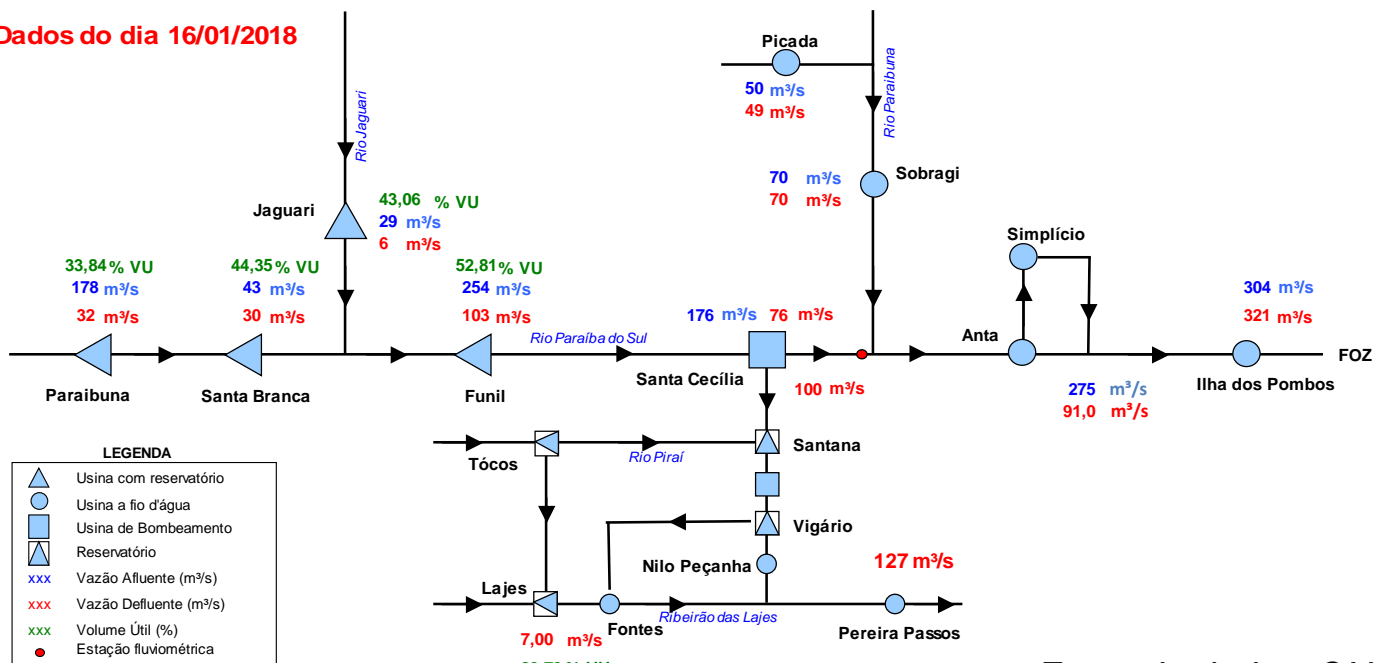 Dados do dia 16/01/2018
Picada
50 m³/s
49 m³/s
Rio Paraibuna
Rio Jaguari
70 m³/s
70 m³/s
Sobragi
Jaguari
43,06 % VU
29 m³/s
6 m³/s
Simplício
33,84 % VU
178 m³/s
32 m³/s
44,35 % VU
43 m³/s
30 m³/s
52,81 % VU
254 m³/s
103 m³/s
176 m³/s 76 m³/s
304 m³/s
321 m³/s
Rio Paraíba do Sul
Anta
FOZ
Paraibuna
Santa Branca
Funil
Santa Cecília
100 m³/s
275 m³/s
91,0 m³/s
Ilha dos Pombos
Tócos
Rio Piraí
Santana
Vigário
Nilo Peçanha
127 m³/s
Lajes
Fontes
Ribeirão das Lajes
Pereira Passos
7,00 m³/s
LEGENDA
Usina com reservatório
Usina a fio d'água
Usina de Bombeamento
Reservatório
xxx Vazão Afluente (m³/s)
xxx Vazão Defluente (m³/s)
xxx Volume Útil (%)
Estação fluviométrica